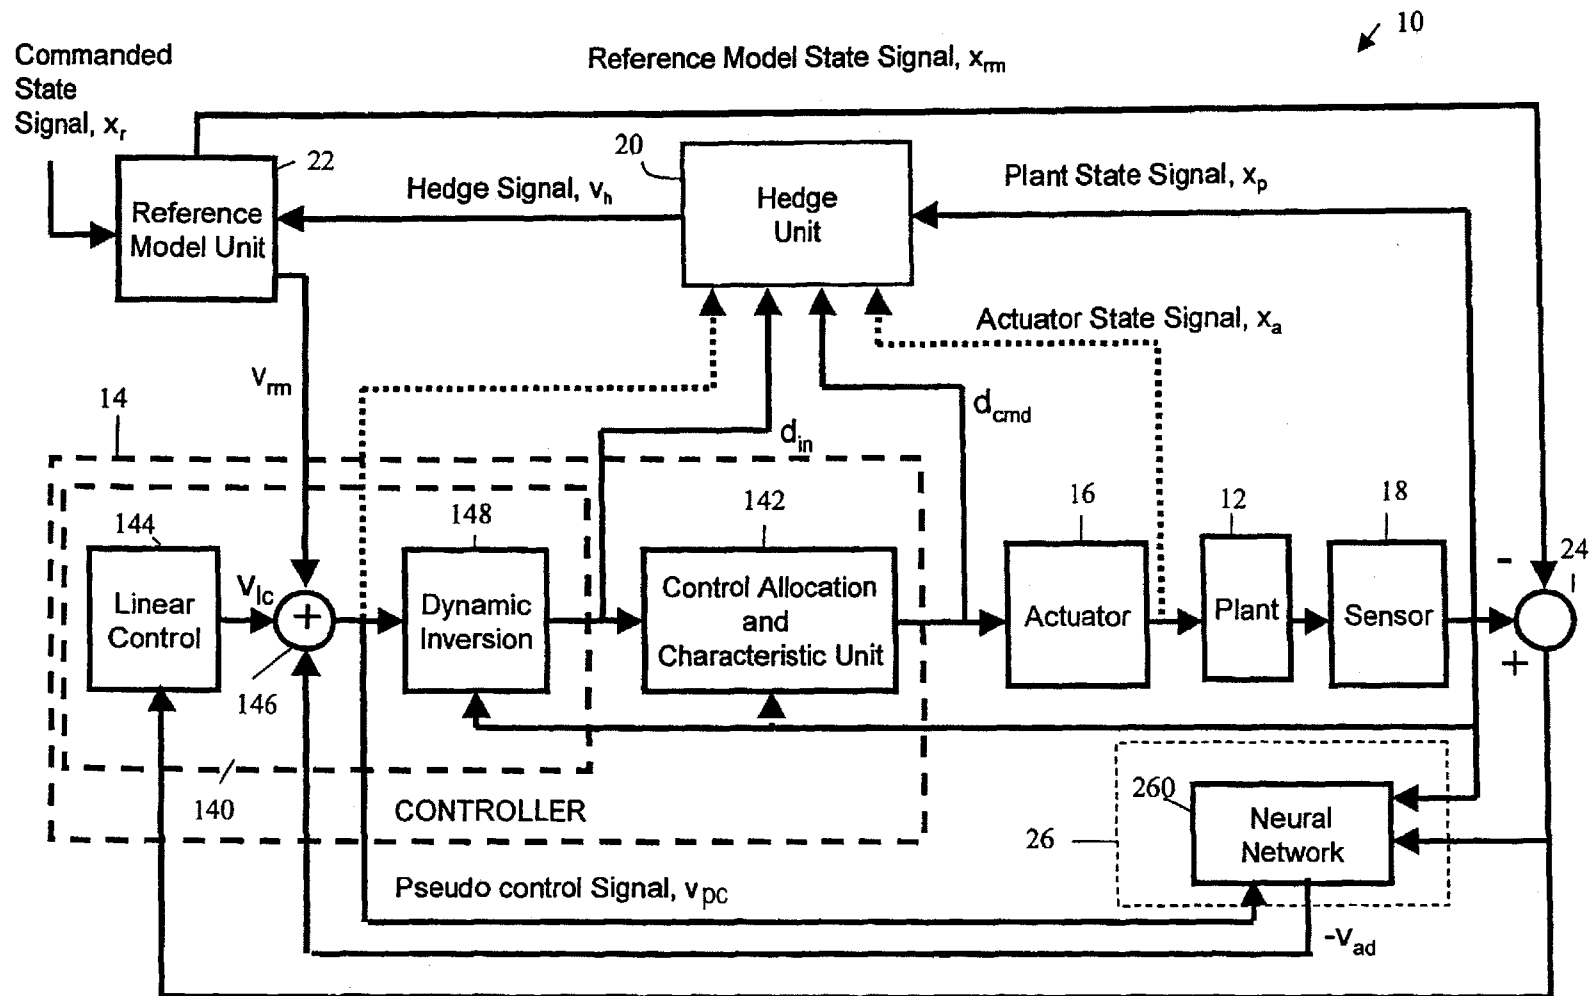 10
Commanded
State
Signal, xr
Reference Model State Signal, xrm
22
20
Reference
Model Unit
Hedge Signal, vh
Hedge
Unit
Plant State Signal, xp
Actuator State Signal, xa
vrm
14
din
dcmd
144
148
142
16
12
18
24
-
Linear
Control
Vlc
+
Dynamic
Inversion
Control Allocation
and
Characteristic Unit
Actuator
Plant
Sensor
+
146
140
CONTROLLER
260
Neural
Network
26
Pseudo control Signal, vpc
-Vad